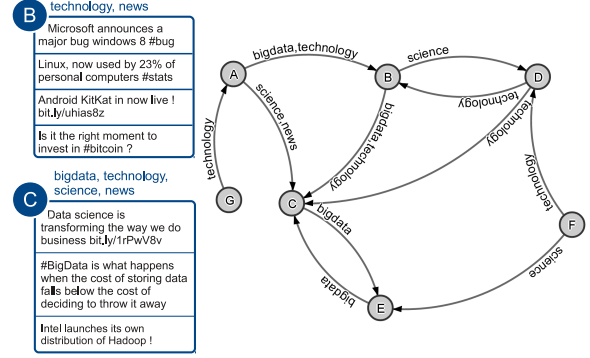 B
technology, news
Microsoft announces a
major bug windows 8 #bug
Linux, now used by 23% of
personal computers #stats
Android KitKat in now live !
bit.ly/uhias8z
Is it the right moment to
invest in #bitcoin ?
C
bigdata, technology,
science, news
Data science is
transforming the way we do
business bit.ly/1rPwV8v
#BigData is what happens
when the cost of storing data
falls below the cost of
deciding to throw it away
Intel launches its own
distribution of Hadoop !
A
bigdata,technology
B
science
D
technology
technology
science,news
bigdata,technology
technology
G
C
bigdata
bigdata
E
technology
F
science